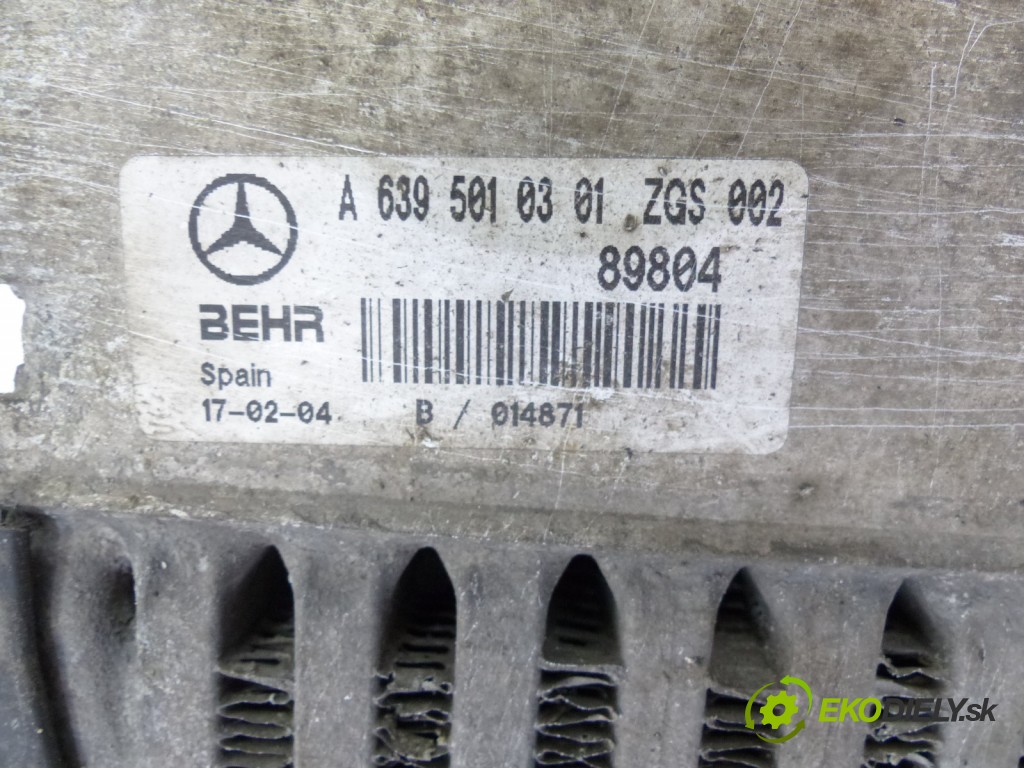 A 639 501 03 01 ZGS 002
89804
BEHR
Spain
17-02-04 B / 014871
EKODIELY.sk